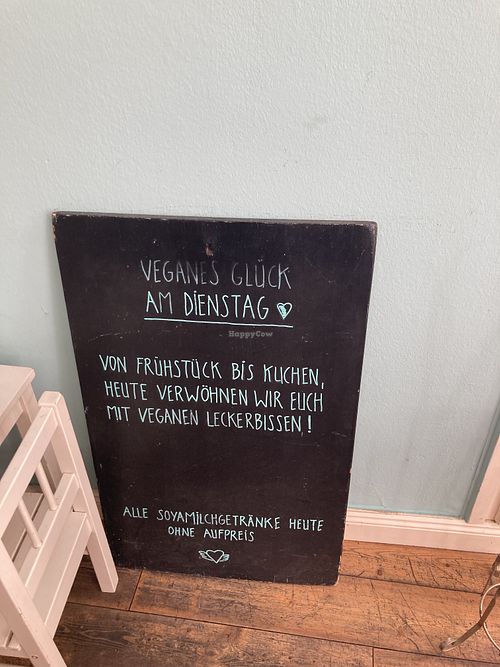 VEGANES GLÜCK
AM DIENSTAG
HappyCow
VON FRÜHSTÜCK BIS KUCHEN,
HEUTE VERWÖHNEN WIR EUCH
MIT VEGANEN LECKERBISSEN!
ALLE SOYAMILCHGETRÄNKE HEUTE
OHNE AUFPREIS